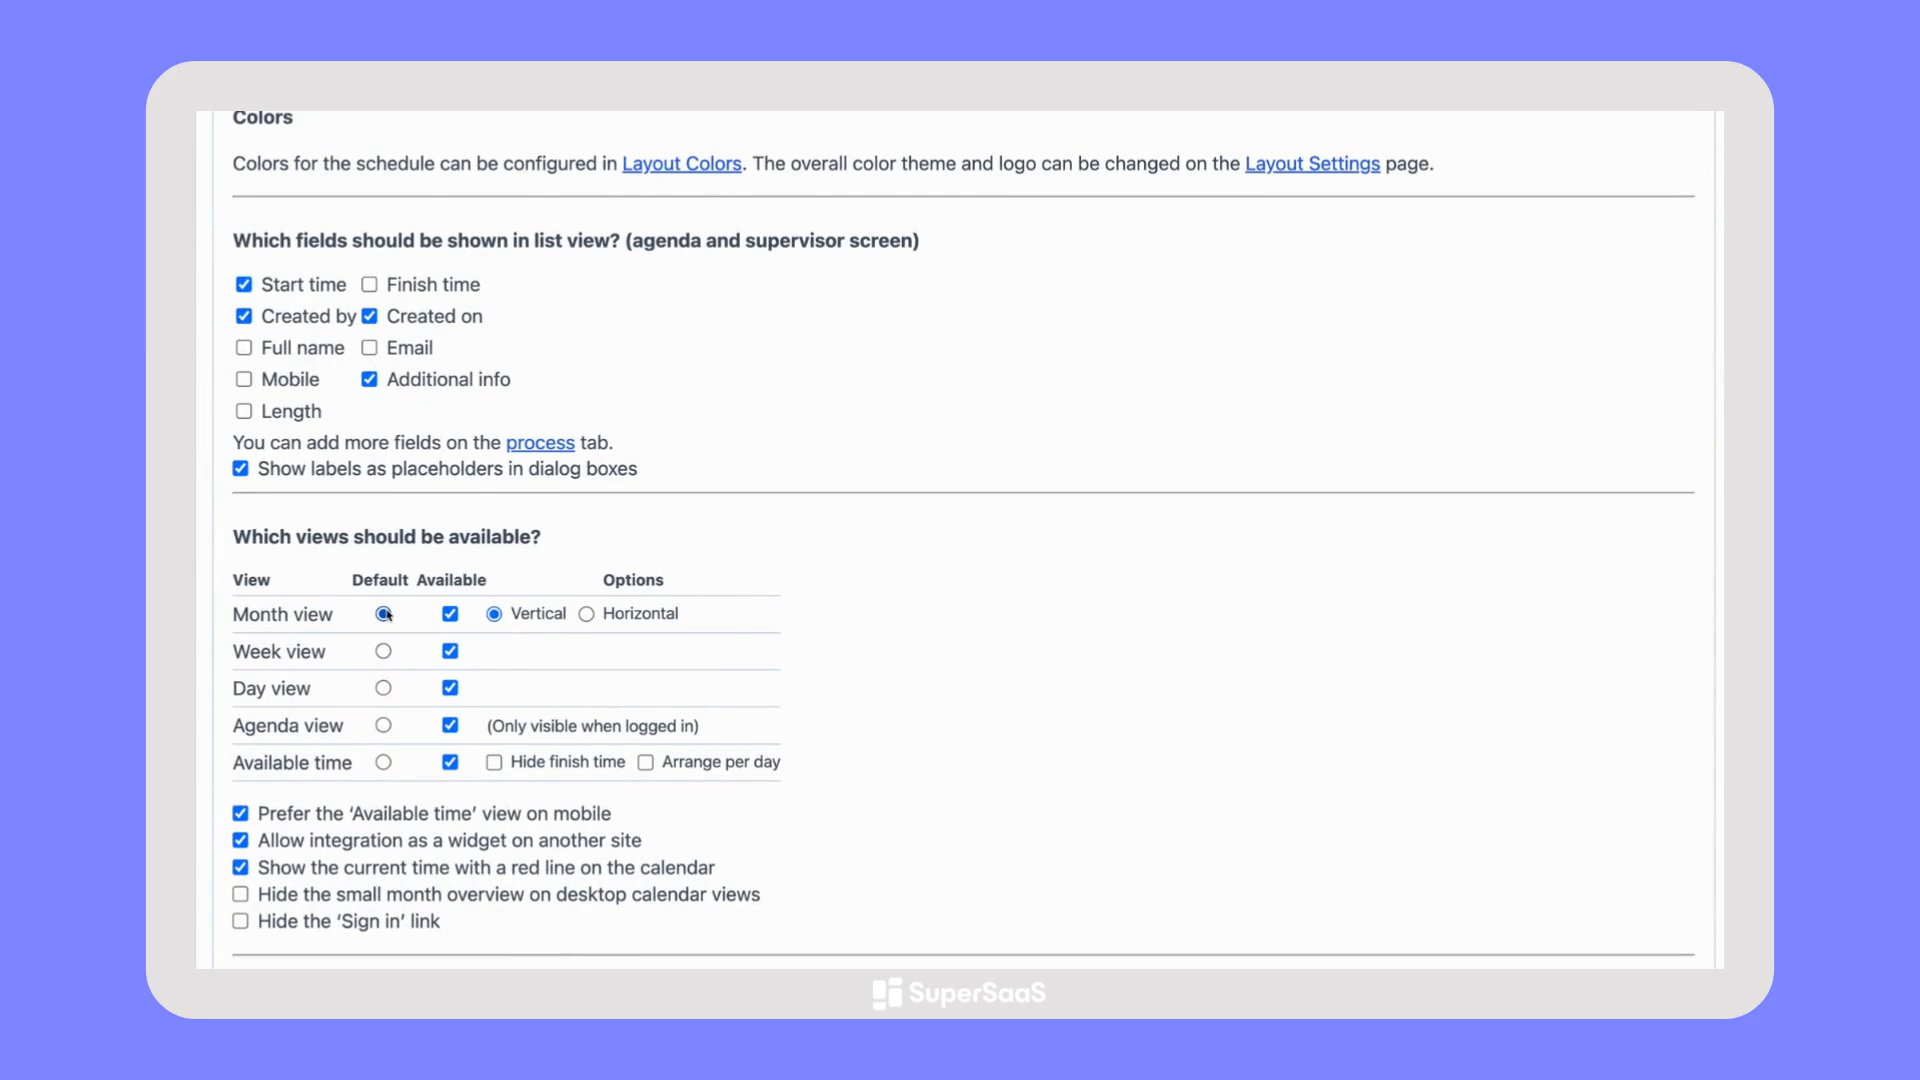 Colors
Colors for the schedule can be configured in Layout Colors. The overall color theme and logo can be changed on the Layout Settings page.
Which fields should be shown in list view? (agenda and supervisor screen)
Start time Finish time
Created by Created on
Full name Email
Mobile Additional info
Length
You can add more fields on the process tab.
Show labels as placeholders in dialog boxes
Which views should be available?
View Default Available Options
Month view Vertical Horizontal
Week view
Day view
Agenda view (Only visible when logged in)
Available time Hide finish time Arrange per day
Prefer the ‘Available time’ view on mobile
Allow integration as a widget on another site
Show the current time with a red line on the calendar
Hide the small month overview on desktop calendar views
Hide the ‘Sign in’ link
SuperSaaS